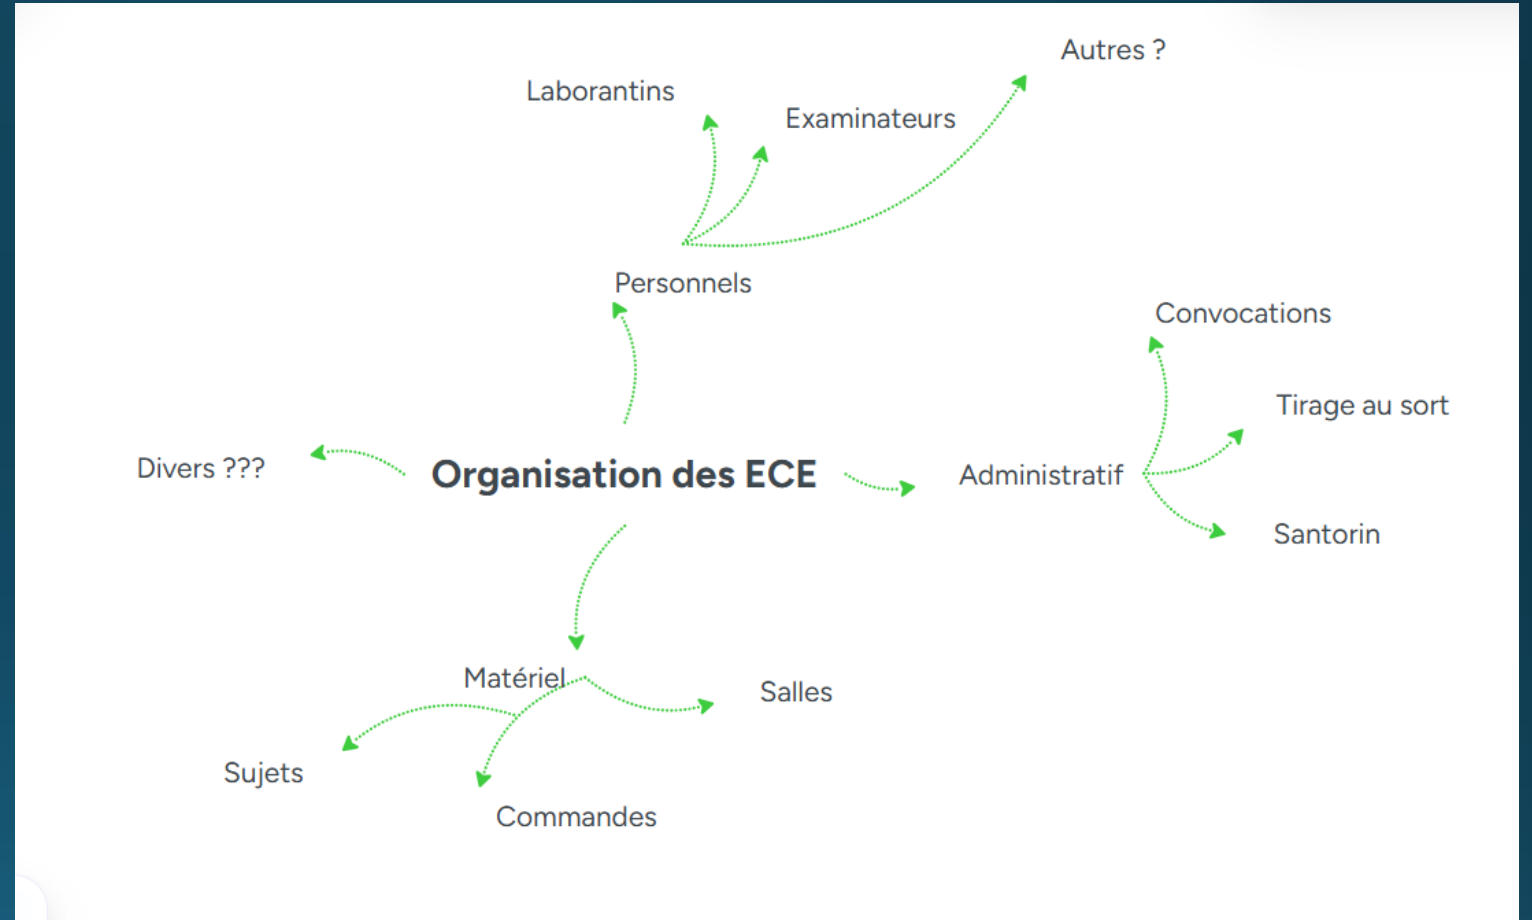 Autres ?
Laborantins
Examinateurs
Personnels
Convocations
Tirage au sort
Divers ???
Organisation des ECE
Administratif
Santorin
Matériel
Salles
Sujets
Commandes